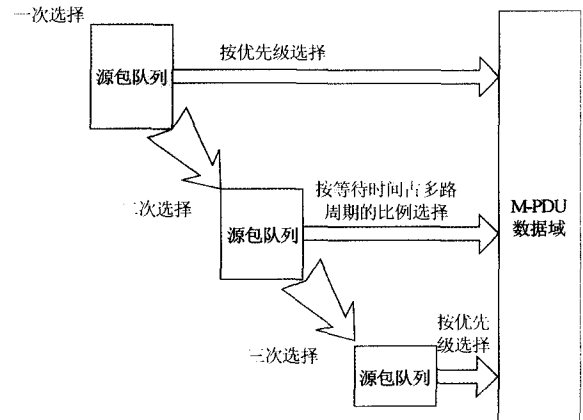 一次选择
源包队列
按优先级选择
二次选择
源包队列
按等待时间占多路
周期的比例选择
M-PDU
数据域
三次选择
源包队列
按优先
级选择